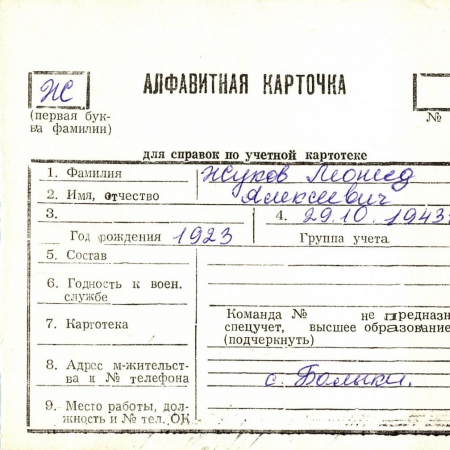 Ж
АЛФАВИТНАЯ КАРТОЧКА
(первая бук-
ва фамилии)
№
для справок по учетной картотеке
1. Фамилия Жуков Леонид
2. Имя, отчество Алексеевич
3.
Год рождения 1923
4. 29.10.1943
Группа учета
5. Состав
6. Годность к воен.
службе
7. Картотека
Команда № не предназн
спецучет, высшее образование
(подчеркнуть)
8. Адрес м-жительст-
ва и № телефона
9. Место работы, дол-
жность и № тел. ОК